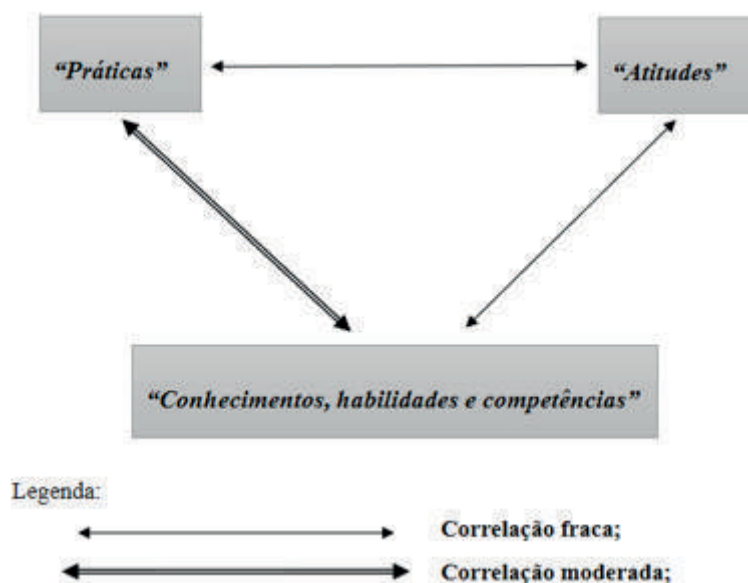 “Práticas”
“Atitudes”
“Conhecimentos, habilidades e competências”
Legenda:
Correlação fraca;
Correlação moderada;